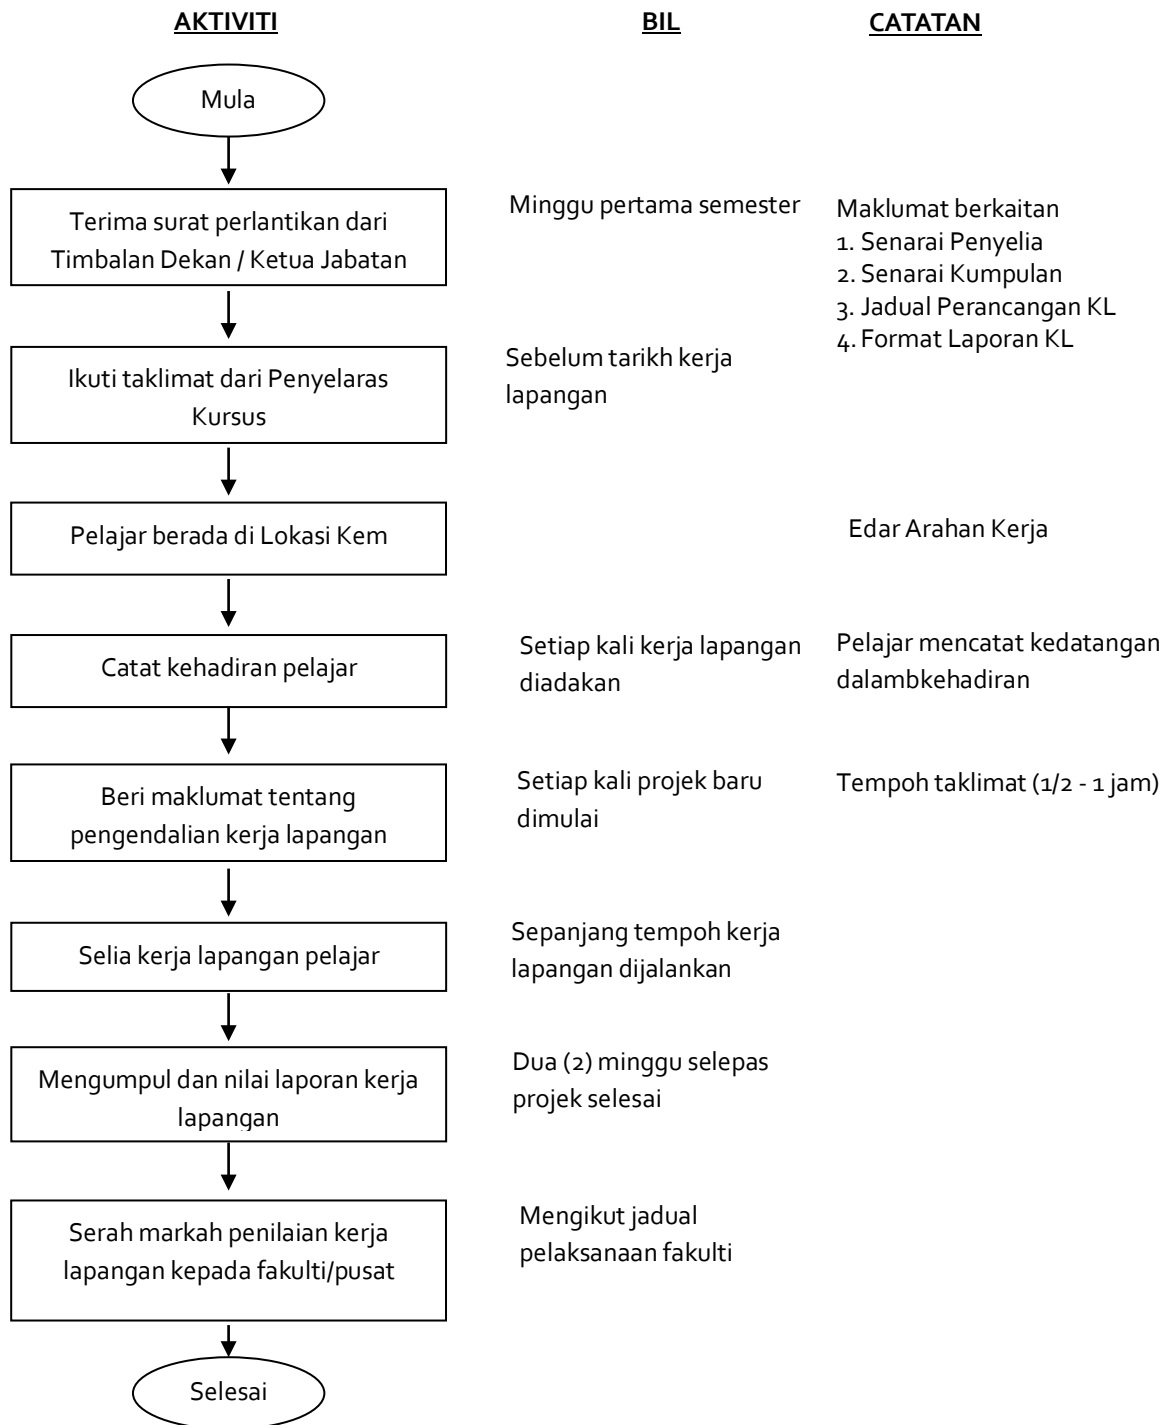 AKTIVITI BIL CATATAN
Mula
Terima surat perlantikan dari
Timbalan Dekan / Ketua Jabatan
Minggu pertama semester
Maklumat berkaitan
1. Senarai Penyelia
2. Senarai Kumpulan
3. Jadual Perancangan KL
4. Format Laporan KL
Ikuti taklimat dari Penyelaras
Kursus
Sebelum tarikh kerja
lapangan
Pelajar berada di Lokasi Kem
Edar Arahan Kerja
Catat kehadiran pelajar
Setiap kali kerja lapangan
diadakan
Pelajar mencatat kedatangan
dalambkehadiran
Beri maklumat tentang
pengendalian kerja lapangan
Setiap kali projek baru
dimulai
Tempoh taklimat (1/2 - 1 jam)
Selia kerja lapangan pelajar
Sepanjang tempoh kerja
lapangan dijalankan
Mengumpul dan nilai laporan kerja
lapangan
Dua (2) minggu selepas
projek selesai
Serah markah penilaian kerja
lapangan kepada fakulti/pusat
Mengikut jadual
pelaksanaan fakulti
Selesai